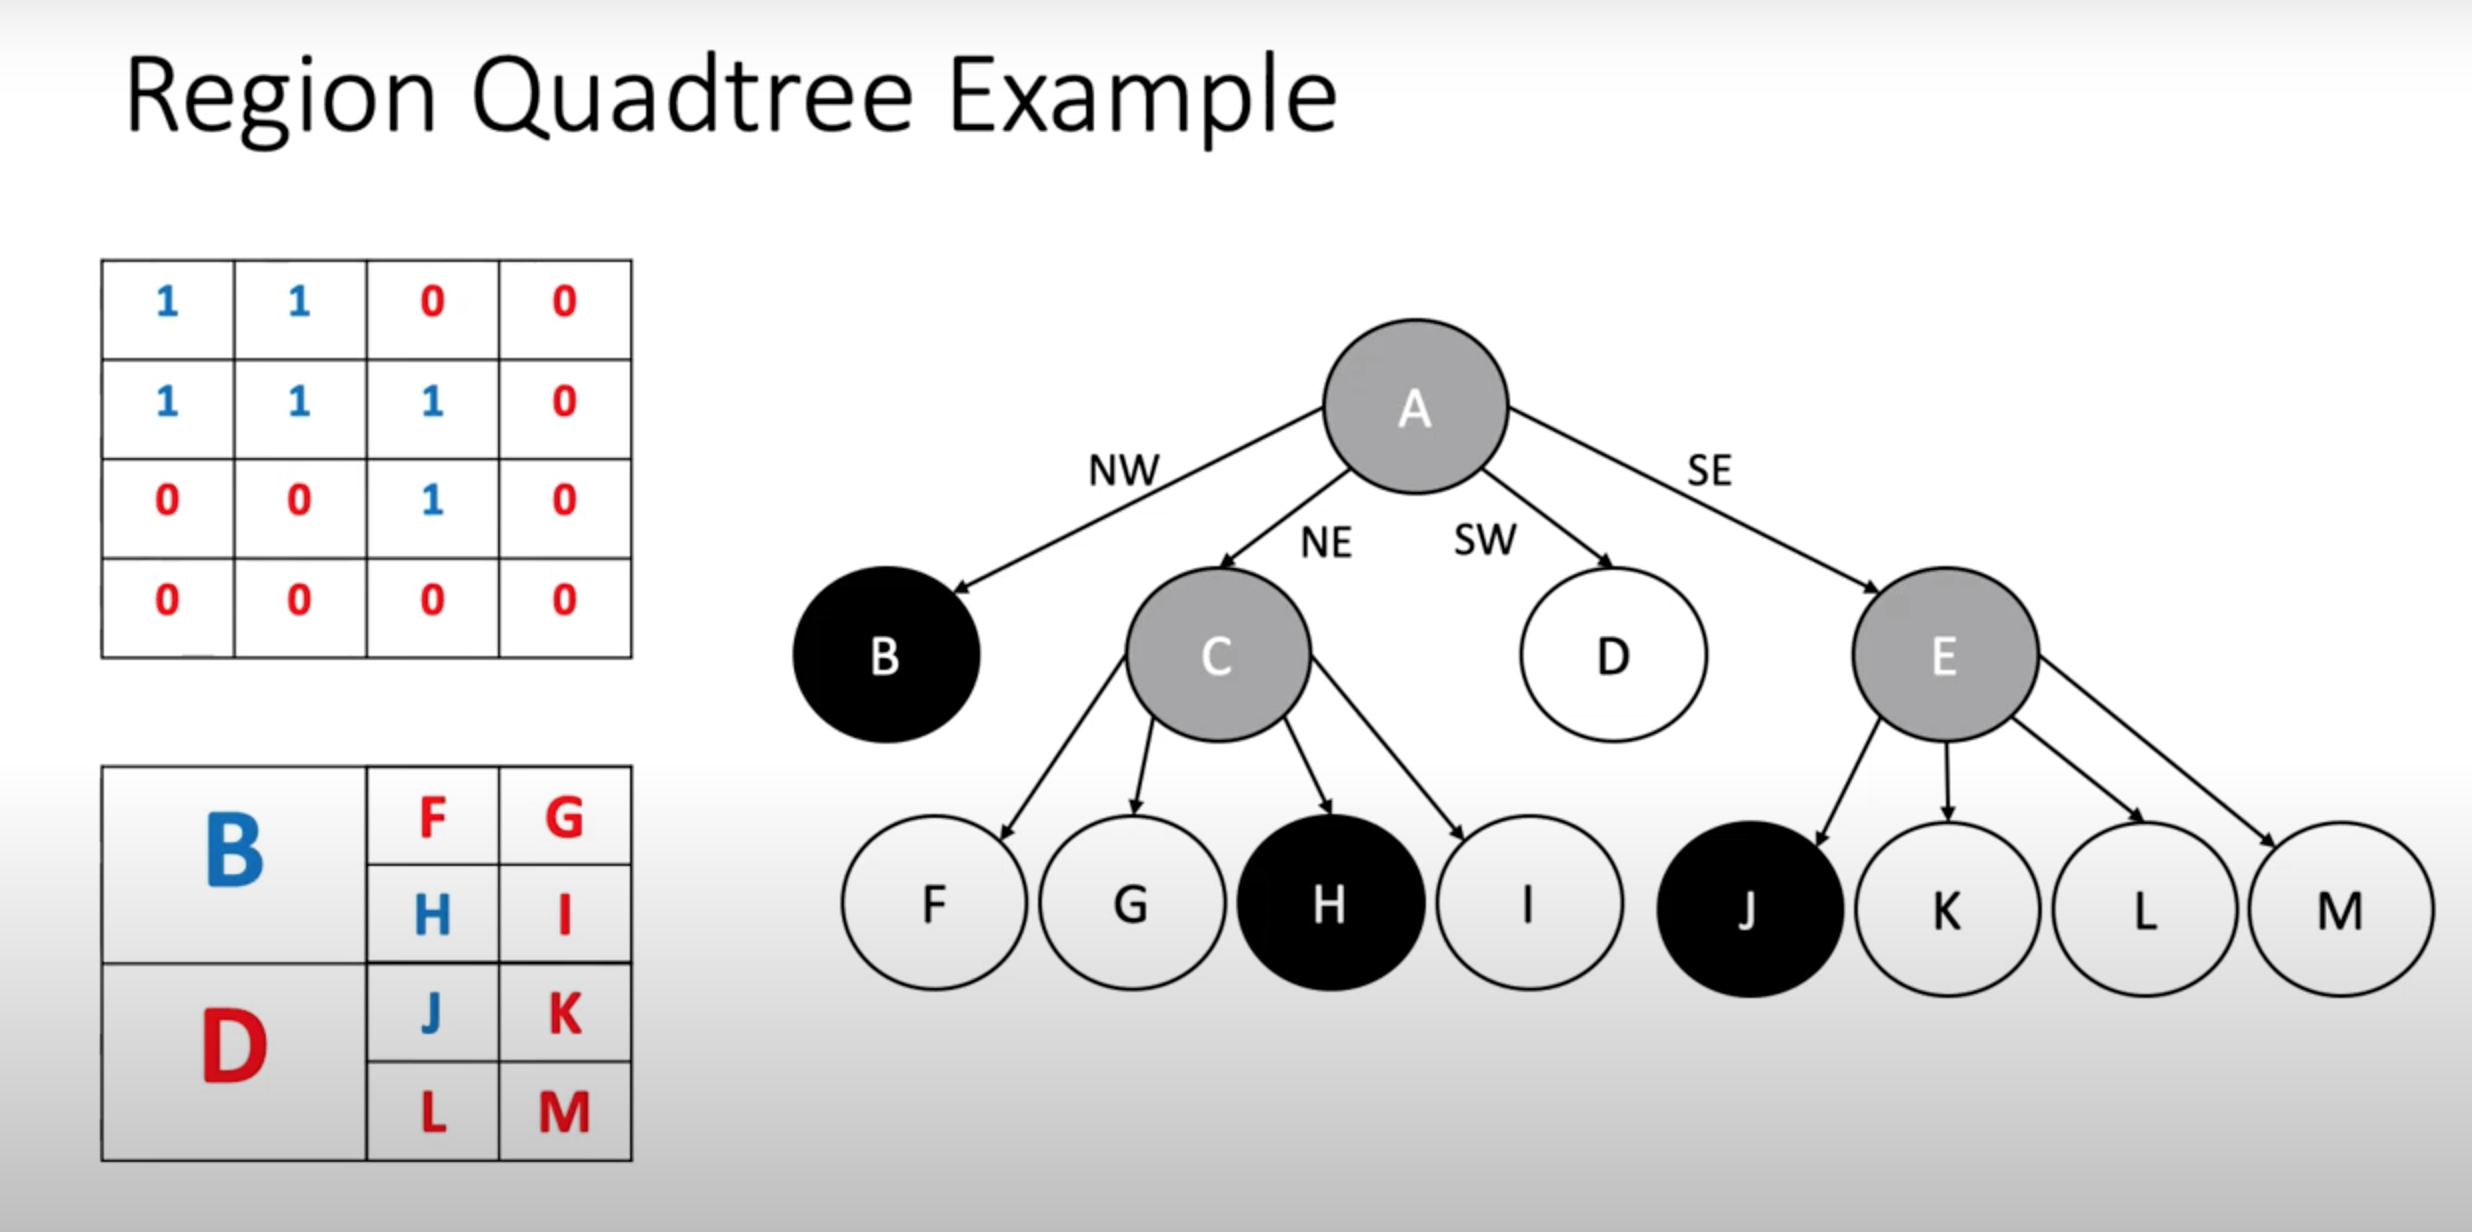 Region Quadtree Example
1 1 0 0
1 1 1 0
0 0 1 0
0 0 0 0
B F G
H I
D J K
L M
A
NW SE
NE SW
B C D E
F G H I J K L M